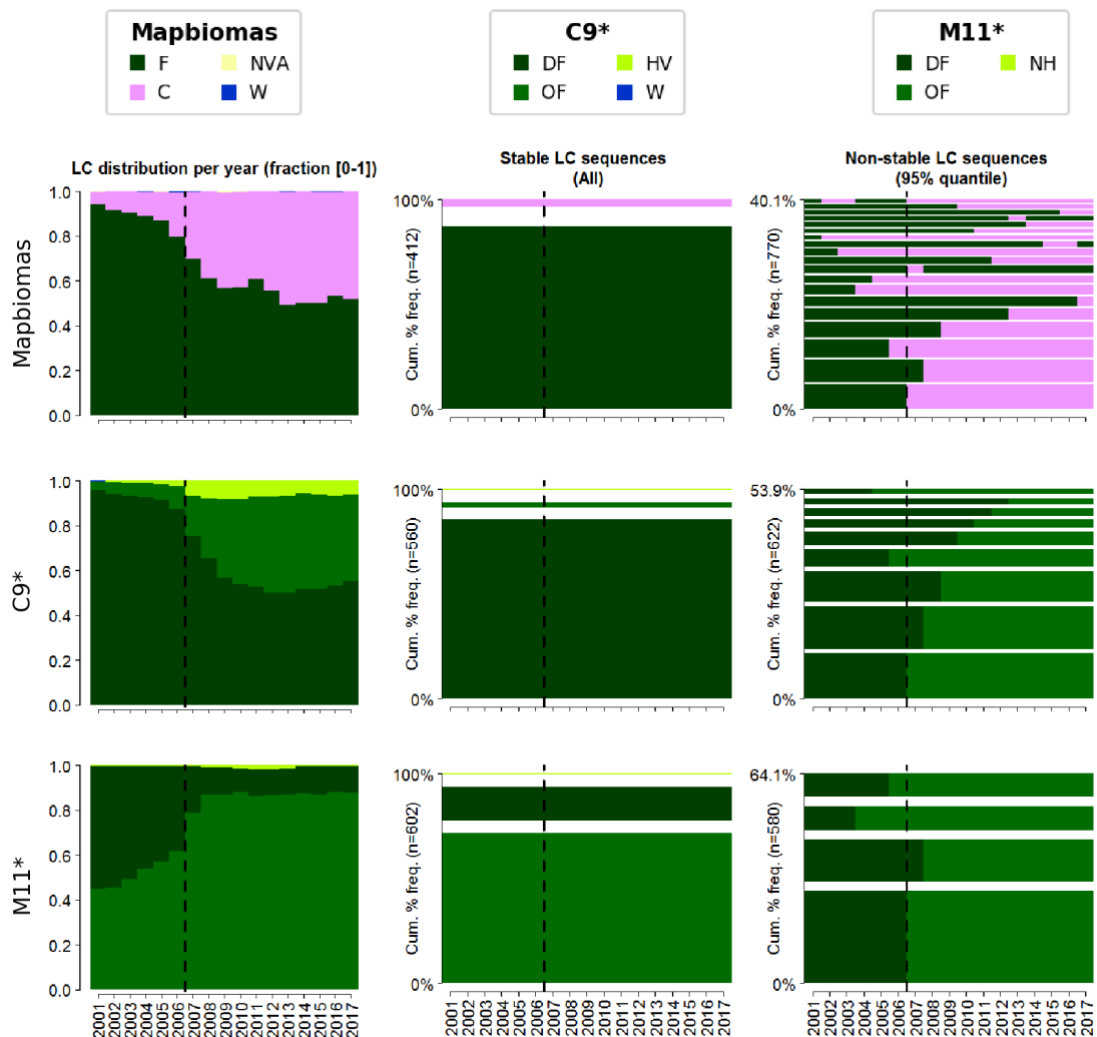 Mapbiomas
F NVA
C W
C9*
DF HV
OF W
M11*
DF NH
OF
LC distribution per year (fraction [0-1])
Stable LC sequences
(All)
Non-stable LC sequences
(95% quantile)
Mapbiomas
1.0
0.8
0.6
0.4
0.2
0.0
100%
Cum. % freq. (n=412)
0%
40.1%
Cum. % freq. (n=770)
0%
C9*
1.0
0.8
0.6
0.4
0.2
0.0
100%
Cum. % freq. (n=560)
0%
53.9%
Cum. % freq. (n=622)
0%
M11*
1.0
0.8
0.6
0.4
0.2
0.0
100%
Cum. % freq. (n=602)
0%
64.1%
Cum. % freq. (n=580)
0%
2001 2002 2003 2004 2005 2006 2007 2008 2009 2010 2011 2012 2013 2014 2015 2016 2017
2001 2002 2003 2004 2005 2006 2007 2008 2009 2010 2011 2012 2013 2014 2015 2016 2017
2001 2002 2003 2004 2005 2006 2007 2008 2009 2010 2011 2012 2013 2014 2015 2016 2017